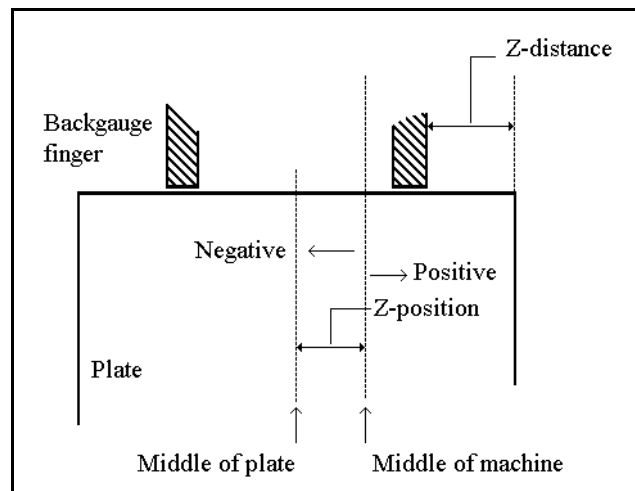 Z-distance
Backgauge
finger
Negative
Positive
Z-position
Plate
Middle of plate
Middle of machine